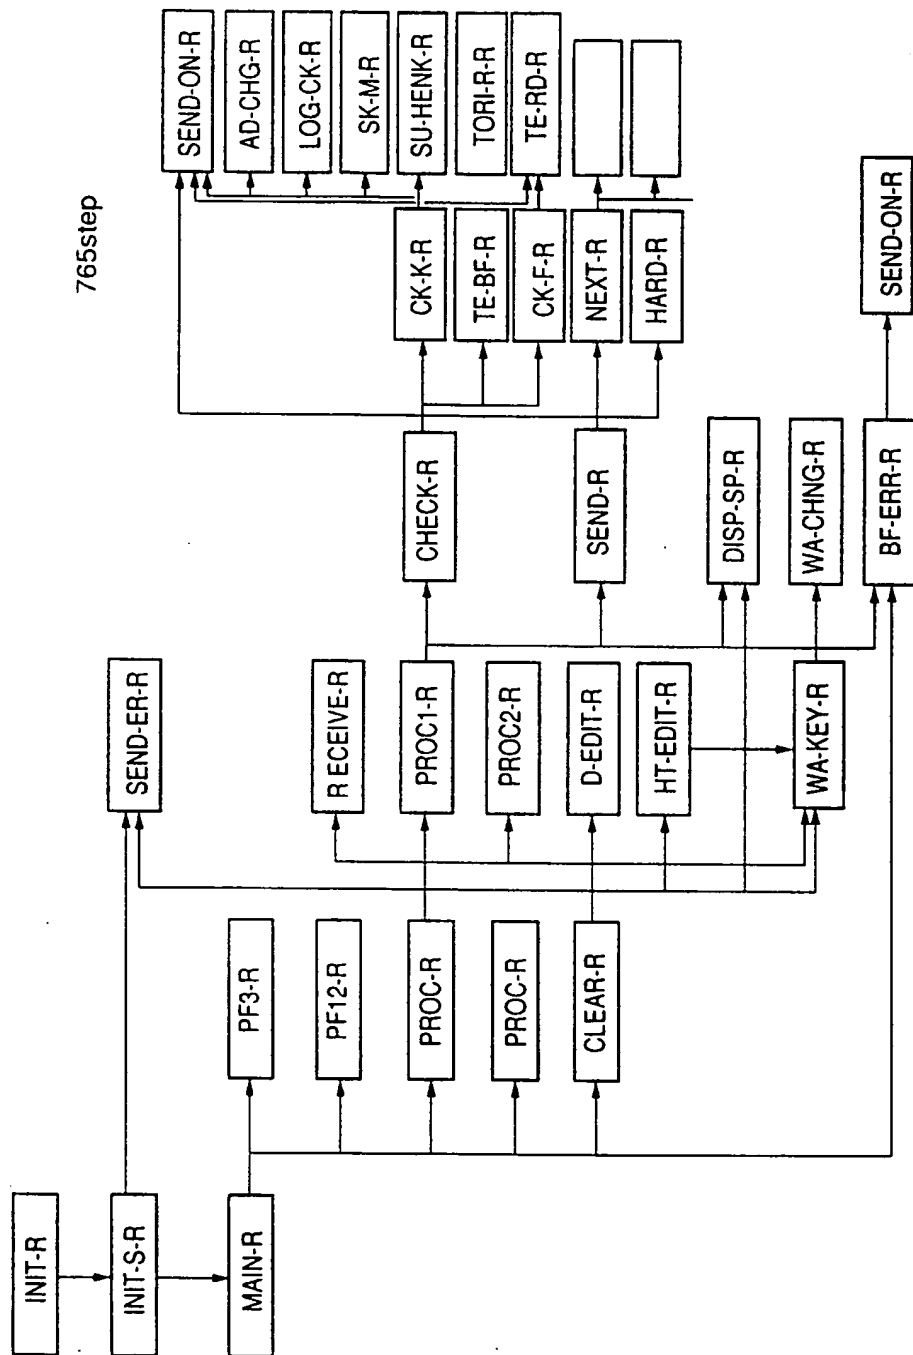 765step
INIT-R
INIT-S-R
MAIN-R
PF3-R
PF12-R
PROC-R
PROC-R
CLEAR-R
SEND-ER-R
RECEIVE-R
PROC1-R
PROC2-R
D-EDIT-R
HT-EDIT-R
WA-KEY-R
CHECK-R
SEND-R
DISP-SP-R
WA-CHNG-R
BF-ERR-R
CK-K-R
TE-BF-R
CK-F-R
NEXT-R
HARD-R
SEND-ON-R
SEND-ON-R
AD-CHG-R
LOG-CK-R
SK-M-R
SU-HENK-R
TORI-R-R
TE-RD-R